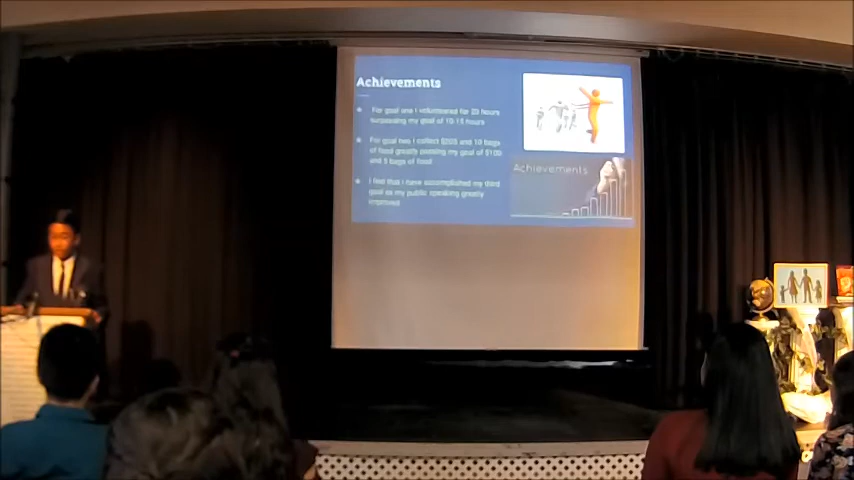 Achievements
For goal one I volunteered for 20 hours
surpassing my goal of 10-15 hours
For goal two I collect $205 and 10 bags
of food greatly passing my goal of $100
and 5 bags of food
I feel that I have accomplished my third
goal as my public speaking greatly
improved
Achievements